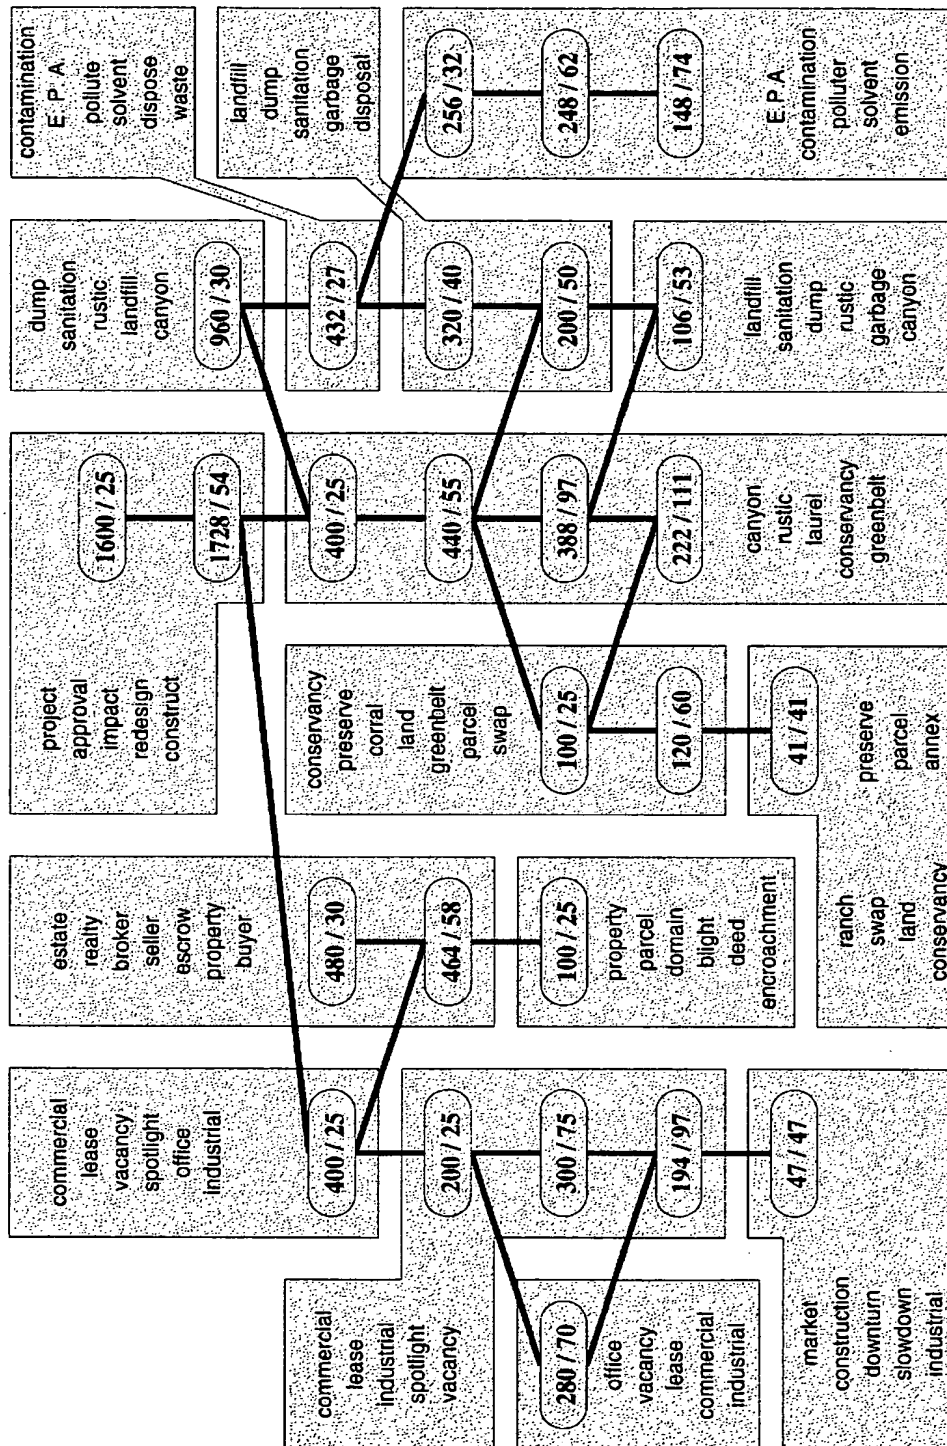 commercial
lease
industrial
spotlight
vacancy
280 / 70
office
vacancy
lease
commercial
industrial
commercial
lease
vacancy
spotlight
office
Industrial
400 / 25
200 / 25
300 / 75
194 / 97
47 / 47
market
construction
downturn
slowdown
industrial
estate
realty
broker
seller
escrow
property
buyer
480 / 30
464 / 58
100 / 25
property
parcel
domain
blight
deed
encroachment
ranch
swap
land
conservancy
project
approval
impact
redesign
construct
conservancy
preserve
corral
land
greenbelt
parcel
swap
100 / 25
120 / 60
41 / 41
preserve
parcel
annex
1600 / 25
1728 / 54
400 / 25
440 / 55
388 / 97
222 / 111
canyon
rustic
laurel
conservancy
greenbelt
dump
sanitation
rustic
landfill
canyon
960 / 30
432 / 27
320 / 40
200 / 50
106 / 53
landfill
sanitation
dump
rustic
garbage
canyon
contamination
E. P. A.
pollute
solvent
dispose
waste
landfill
dump
sanitation
garbage
disposal
256 / 32
248 / 62
148 / 74
E. P. A.
contamination
polluter
solvent
emission